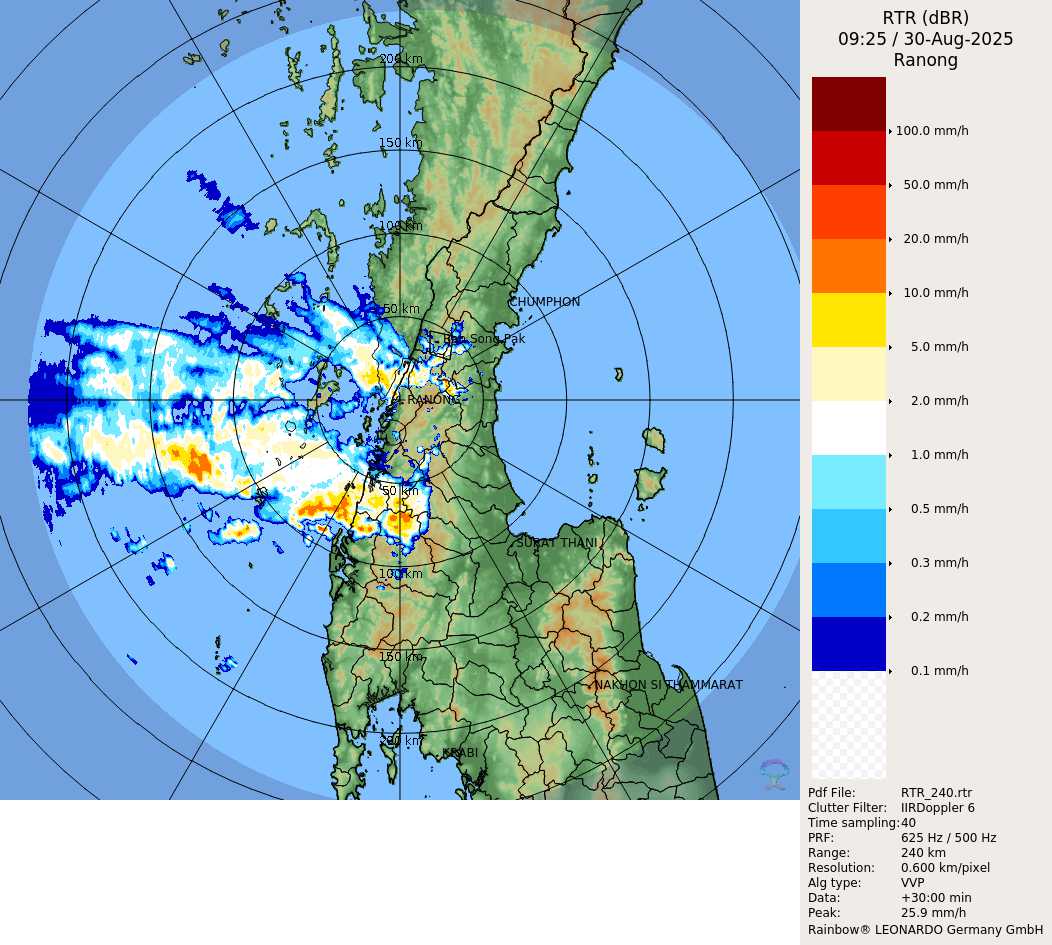 RTR (dBR)
09:25 / 30-Aug-2025
Ranong
200 km
150 km
100 km
50 km
CHUMPHON
Ban Song Pak
RANONG
50 km
SURAT THANI
100 km
150 km
NAKHON SI THAMMARAT
200 km
KRABI
100.0 mm/h
50.0 mm/h
20.0 mm/h
10.0 mm/h
5.0 mm/h
2.0 mm/h
1.0 mm/h
0.5 mm/h
0.3 mm/h
0.2 mm/h
0.1 mm/h
Pdf File: RTR_240.rtr
Clutter Filter: IIRDoppler 6
Time sampling:40
PRF: 625 Hz / 500 Hz
Range: 240 km
Resolution: 0.600 km/pixel
Alg type: VVP
Data: +30:00 min
Peak: 25.9 mm/h
Rainbow® LEONARDO Germany GmbH